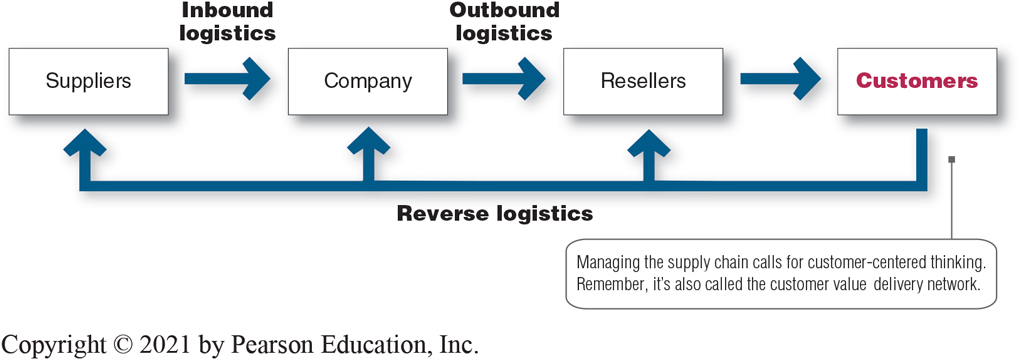 Inbound
logistics
Outbound
logistics
Suppliers
Company
Resellers
Customers
Reverse logistics
Managing the supply chain calls for customer-centered thinking.
Remember, it’s also called the customer value delivery network.
Copyright © 2021 by Pearson Education, Inc.